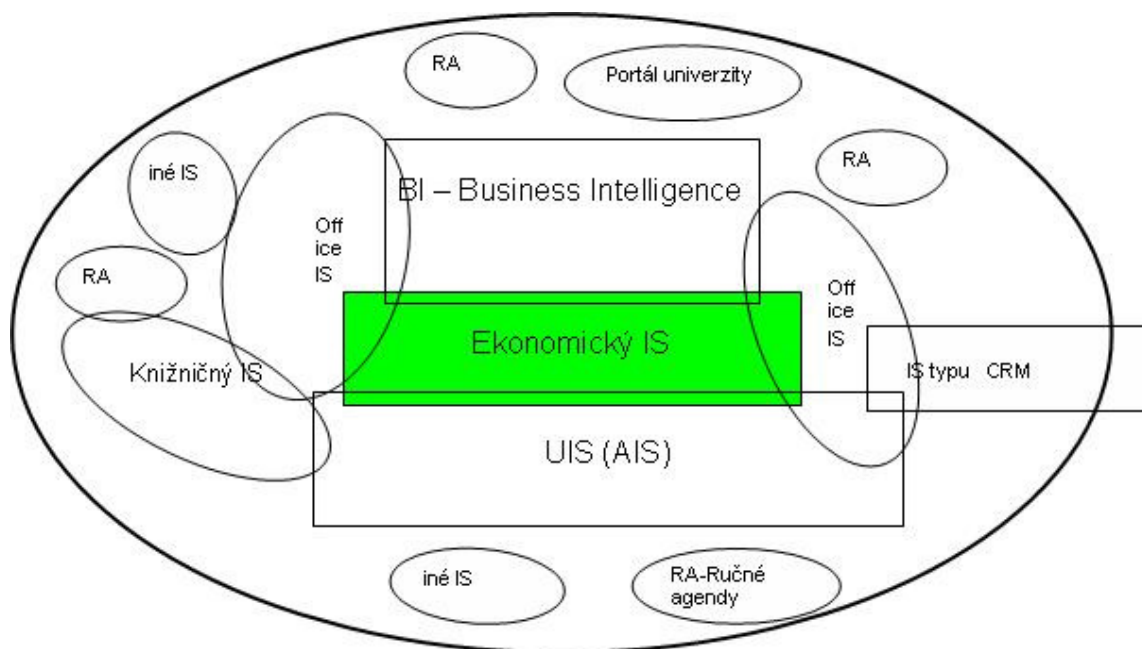 RA
Portál univerzity
iné IS
RA
BI – Business Intelligence
Off
ice
IS
RA
Off
ice
IS
Ekonomický IS
Knižničný IS
IS typu CRM
UIS (AIS)
iné IS
RA-Ručné
agendy